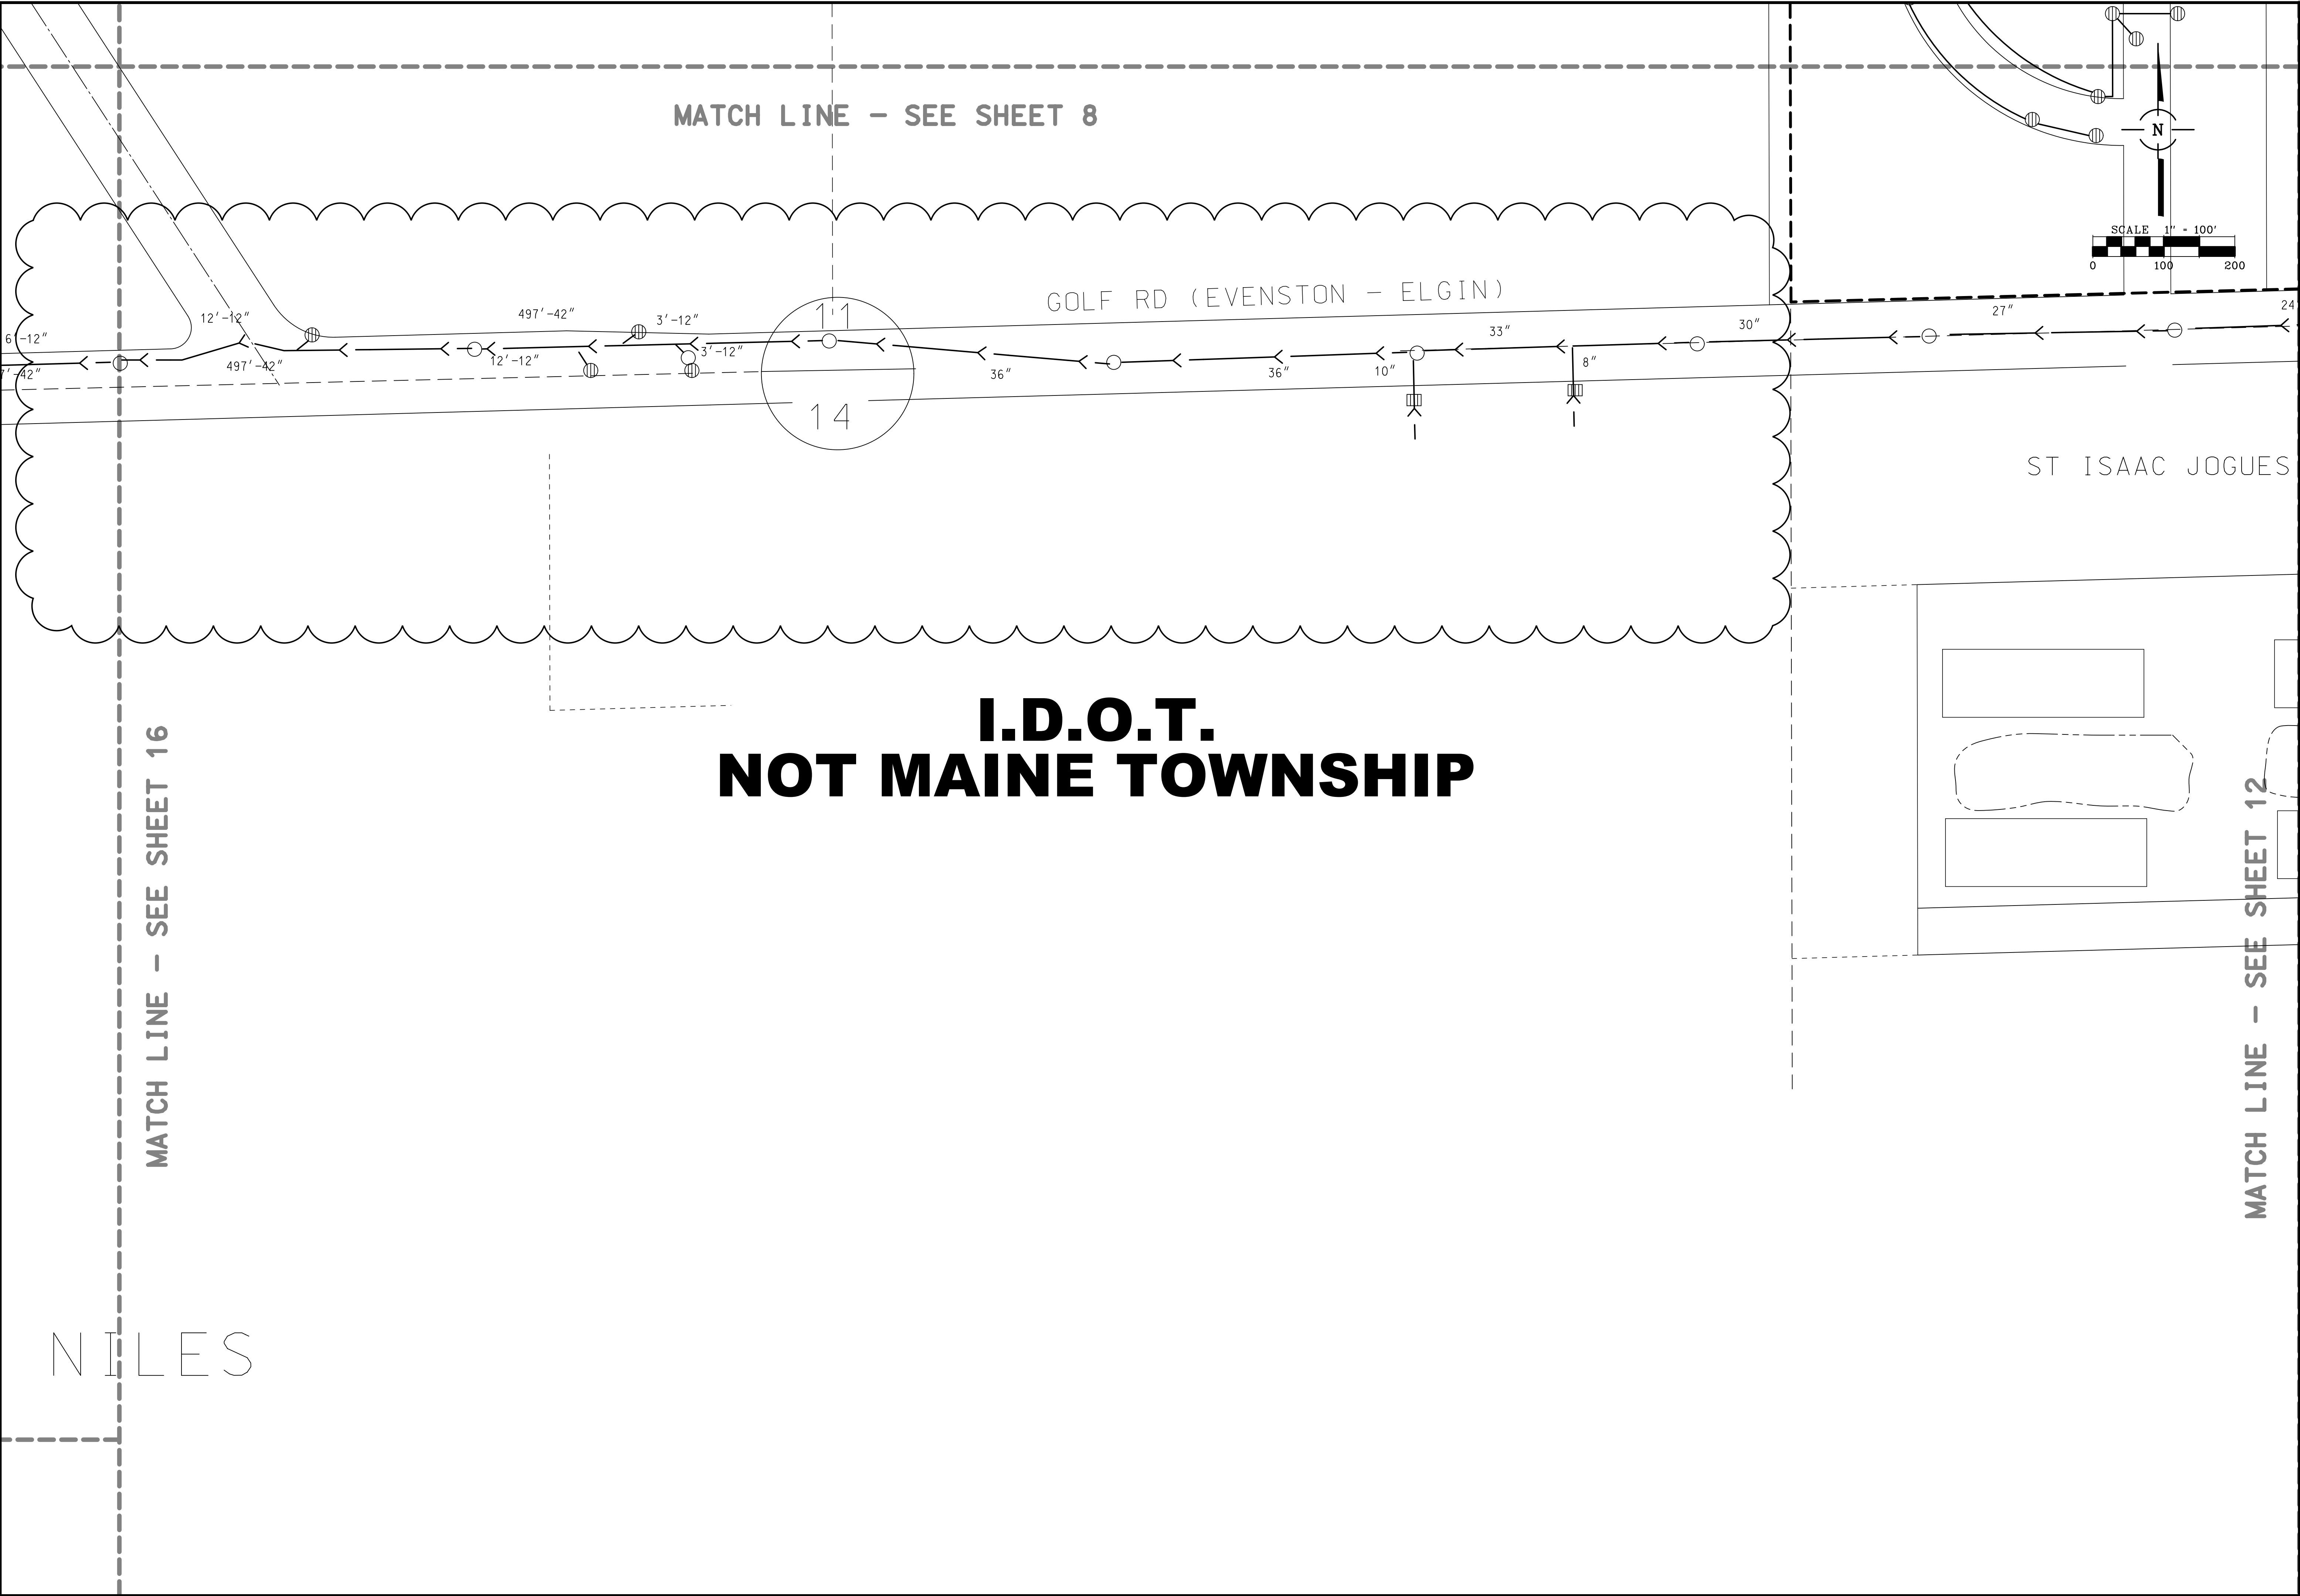 MATCH LINE - SEE SHEET 8
N
SCALE 1" = 100'
0 100 200
GOLF RD (EVENSTON - ELGIN)
11
14
6'-12"
12'-12"
497'-42"
3'-12"
7'-42"
497'-42"
12'-12"
3'-12"
36"
36"
10"
33"
8"
30"
27"
24
ST ISAAC JOGUES
I.D.O.T.
NOT MAINE TOWNSHIP
MATCH LINE - SEE SHEET 16
MATCH LINE - SEE SHEET 12
NILES